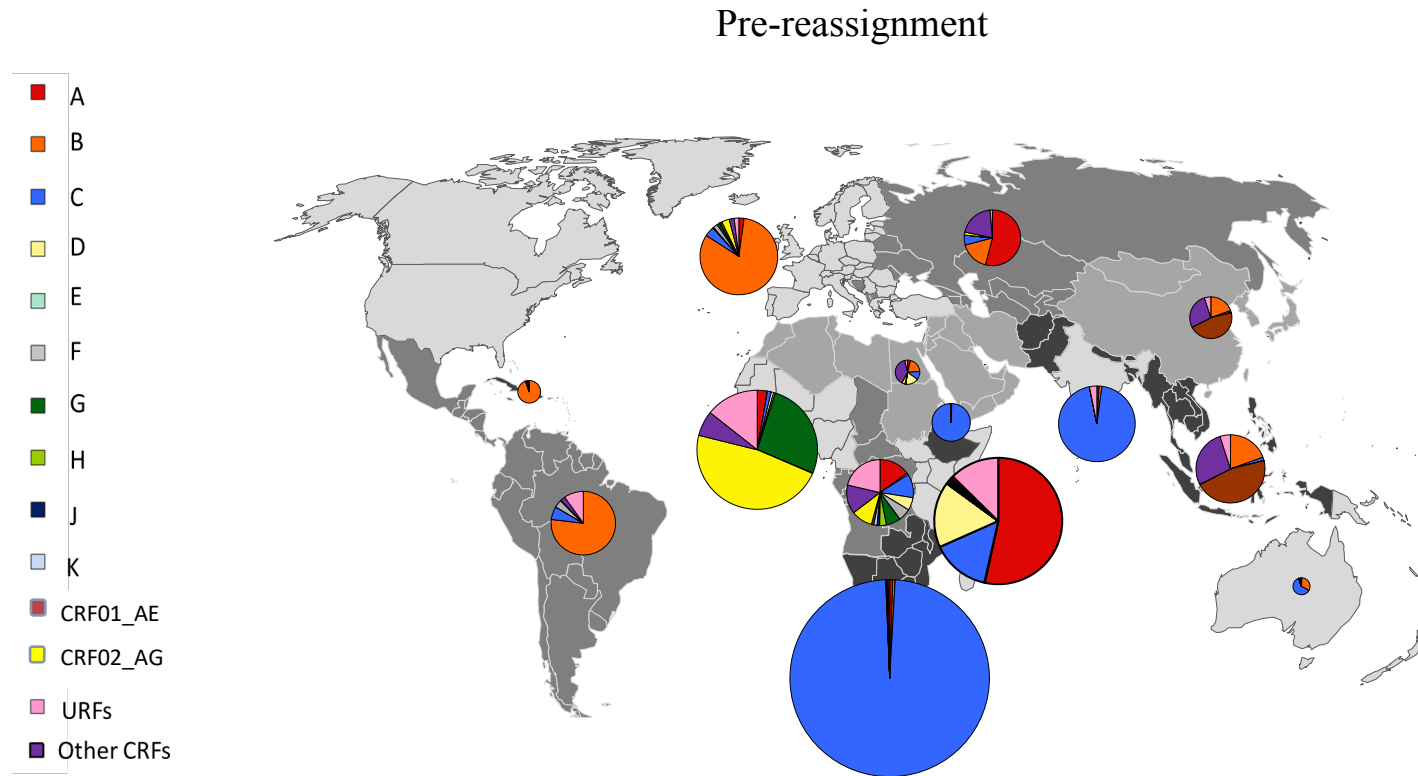 Pre-reassignment
A
B
C
D
E
F
G
H
J
K
CRF01_AE
CRF02_AG
URFs
Other CRFs